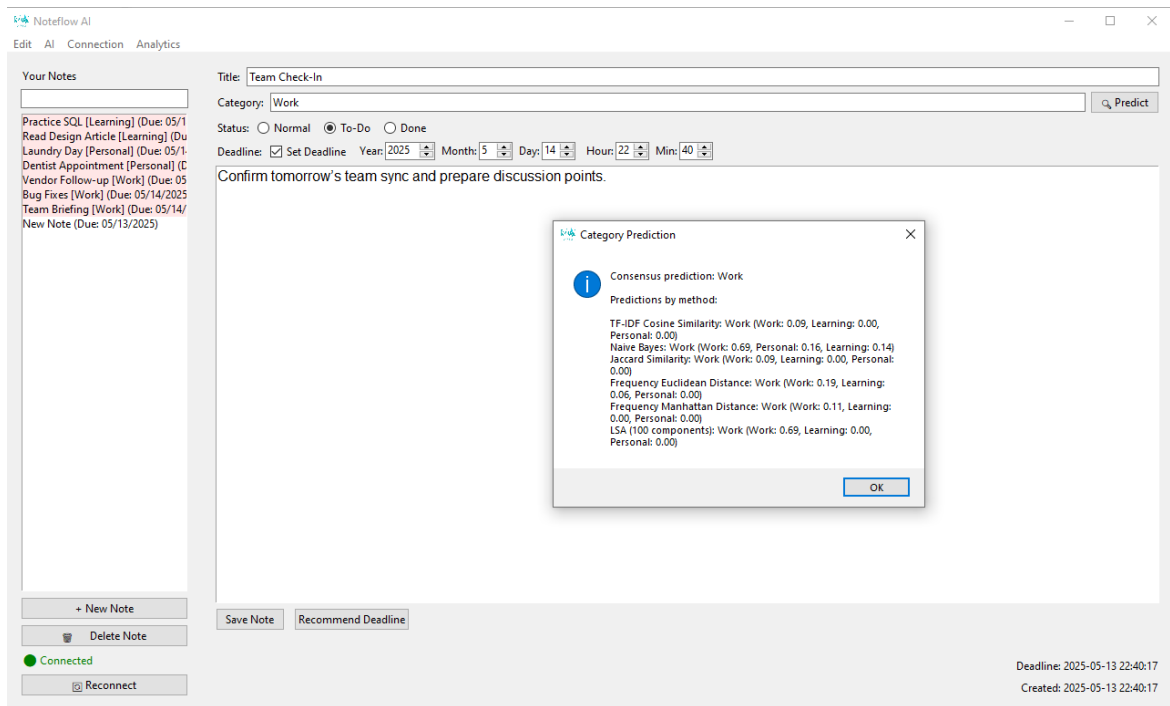 Noteflow AI
Edit AI Connection Analytics
Your Notes
Practice SQL [Learning] (Due: 05/1
Read Design Article [Learning] (Du
Laundry Day [Personal] (Due: 05/1
Dentist Appointment [Personal] (D
Vendor Follow-up [Work] (Due: 05
Bug Fixes [Work] (Due: 05/14/2025
Team Briefing [Work] (Due: 05/14/
New Note (Due: 05/13/2025)
+ New Note
Delete Note
Connected
Reconnect
Title: Team Check-In
Category: Work Predict
Status: Normal To-Do Done
Deadline: Set Deadline Year: 2025 Month: 5 Day: 14 Hour: 22 Min: 40
Confirm tomorrow’s team sync and prepare discussion points.
Category Prediction
Consensus prediction: Work
Predictions by method:
TF-IDF Cosine Similarity: Work (Work: 0.09, Learning: 0.00,
Personal: 0.00)
Naive Bayes: Work (Work: 0.69, Personal: 0.16, Learning: 0.14)
Jaccard Similarity: Work (Work: 0.09, Learning: 0.00, Personal:
0.00)
Frequency Euclidean Distance: Work (Work: 0.19, Learning:
0.06, Personal: 0.00)
Frequency Manhattan Distance: Work (Work: 0.11, Learning:
0.00, Personal: 0.00)
LSA (100 components): Work (Work: 0.69, Learning: 0.00,
Personal: 0.00)
OK
Save Note Recommend Deadline
Deadline: 2025-05-13 22:40:17
Created: 2025-05-13 22:40:17